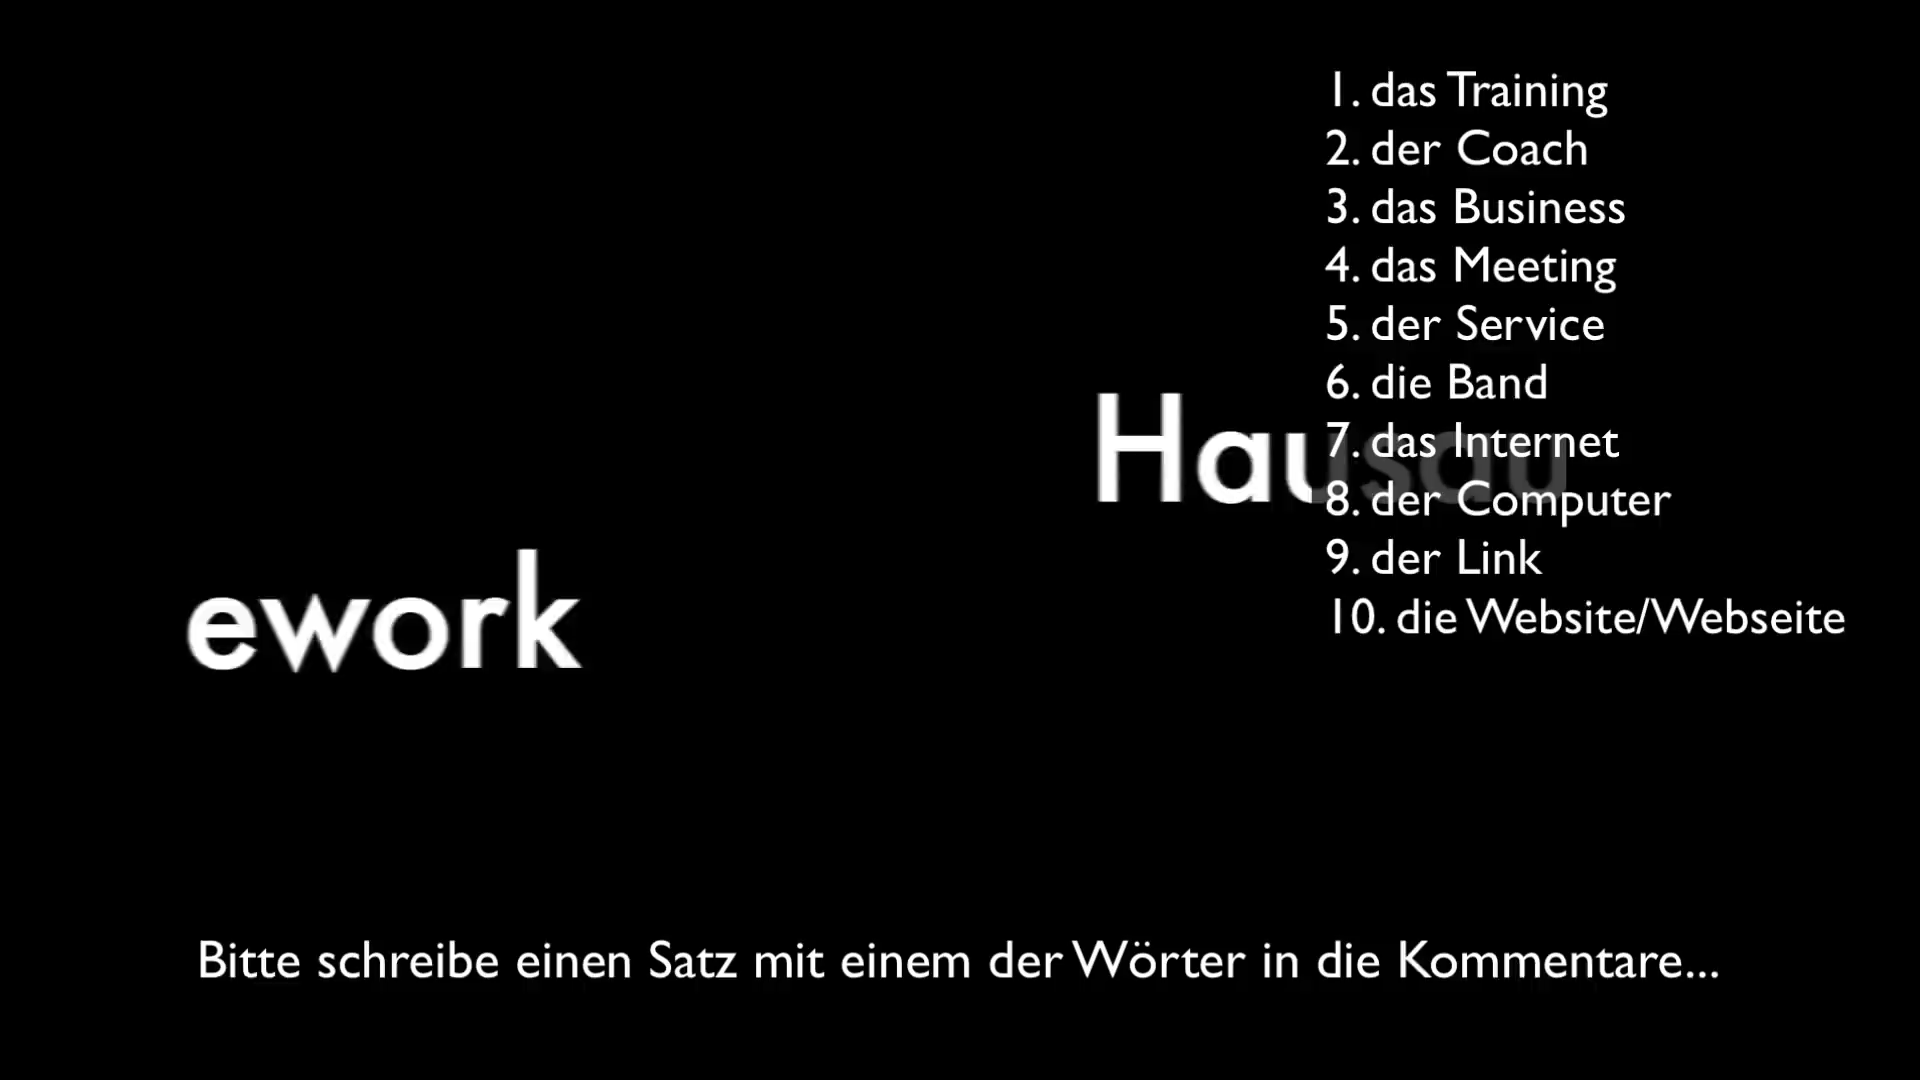 1. das Training
2. der Coach
3. das Business
4. das Meeting
5. der Service
6. die Band
7. das Internet
8. der Computer
9. der Link
10. die Website/Webseite
Hausau
ework
Bitte schreibe einen Satz mit einem der Wörter in die Kommentare...